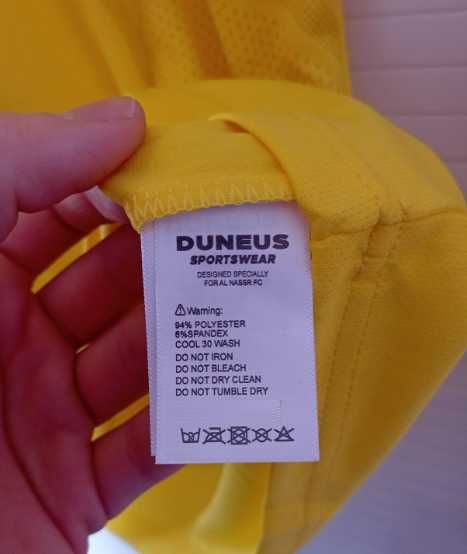 DUNEUS
SPORTSWEAR
DESIGNED SPECIALLY
FOR AL NASSR FC
Warning:
94% POLYESTER
6%SPANDEX
COOL 30 WASH
DO NOT IRON
DO NOT BLEACH
DO NOT DRY CLEAN
DO NOT TUMBLE DRY